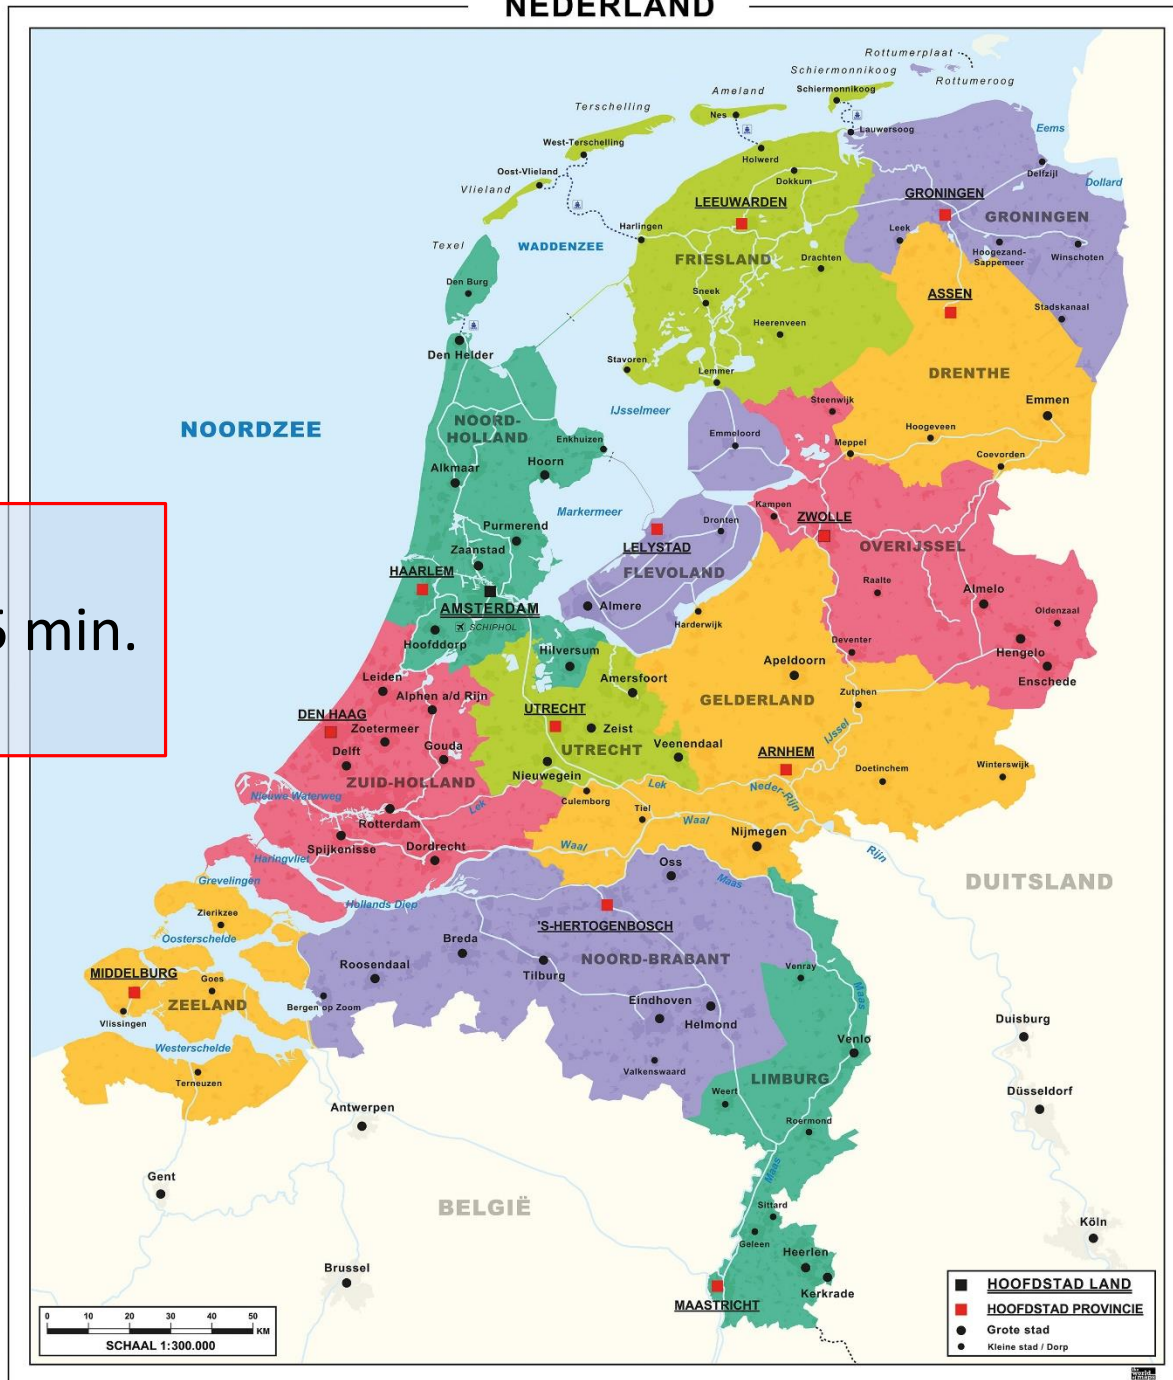 NEDERLAND
Rottumerplaat
Schiermonnikoog
Rottumeroog
Ameland
Schiermonnikoog
Terschelling
Nes
Lauwersoog
Eems
West-Terschelling
Holwerd
Delfzijl
Oost-Vlieland
Dokkum
Dollard
Vlieland
LEEUWARDEN
GRONINGEN
GRONINGEN
Harlingen
Leek
Texel
WADDENZEE
Hoogezand-
Sappemeer
Winschoten
FRIESLAND
Drachten
Den Burg
Sneek
ASSEN
Stadskanaal
Heerenveen
Den Helder
Stavoren
Lemmer
DRENTHE
Steenwijk
Emmen
IJsselmeer
NOORD-
HOLLAND
NOORDZEE
Enkhuizen
Emmeloord
Meppel
Hoogeveen
Coevorden
Alkmaar
Hoorn
Markermeer
Kampen
ZWOLLE
Purmerend
Dronten
LELYSTAD
OVERIJSSEL
Zaanstad
FLEVOLAND
HAARLEM
Raalte
Almelo
AMSTERDAM
Almere
Oldenzaal
min.
SCHIPHOL
Harderwijk
Hoofddorp
Hilversum
Deventer
Hengelo
Apeldoorn
Enschede
Leiden
Alphen a/d Rijn
Amersfoort
GELDERLAND
Zutphen
DEN HAAG
UTRECHT
Zoetermeer
Zeist
IJssel
Delft
Gouda
UTRECHT
Veenendaal
ARNHEM
ZUID-HOLLAND
Nieuwegein
Doetinchem
Winterswijk
Nieuwe Waterweg
Lek
Culemborg
Lek
Neder-Rijn
Rotterdam
Tiel
Waal
Spijkenisse
Dordrecht
Waal
Nijmegen
Haringvliet
Oss
Rijn
Grevelingen
Maas
DUITSLAND
Hollands Diep
Zierikzee
'S-HERTOGENBOSCH
Oosterschelde
Breda
NOORD-BRABANT
MIDDELBURG
Roosendaal
Tilburg
Venray
Goes
ZEELAND
Bergen op Zoom
Eindhoven
Maas
Vlissingen
Helmond
Duisburg
Westerschelde
Venlo
Terneuzen
Valkenswaard
LIMBURG
Weert
Düsseldorf
Antwerpen
Roermond
Gent
Maas
BELGIË
Sittard
Köln
Geleen
Heerlen
Brussel
Kerkrade
MAASTRICHT
HOOFDSTAD LAND
HOOFDSTAD PROVINCIE
Grote stad
Kleine stad / Dorp
0 10 20 30 40 50
KM
SCHAAL 1:300.000